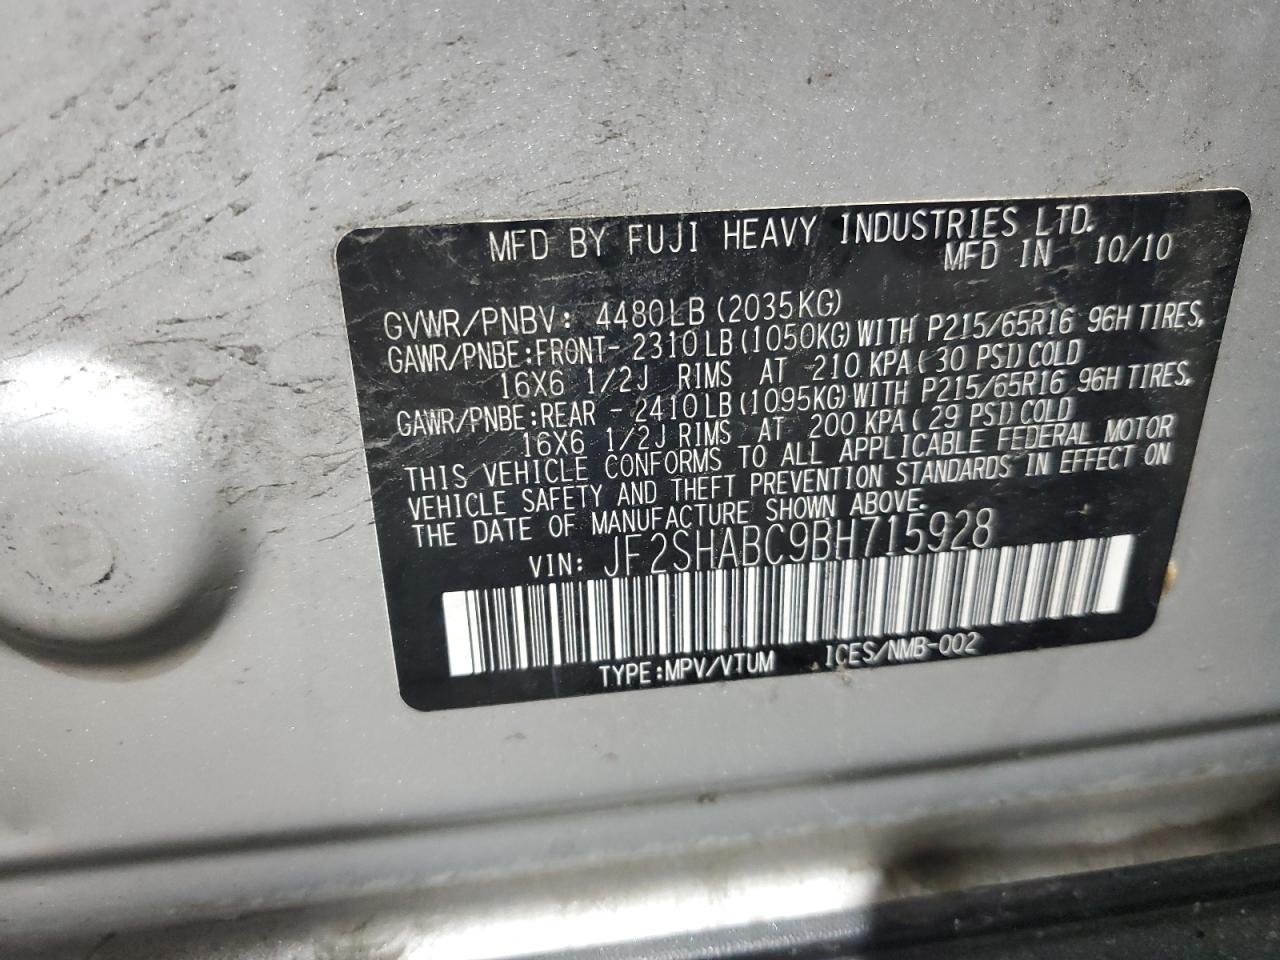 MFD BY FUJI HEAVY INDUSTRIES LTD.
MFD IN 10/10
GVWR/PNBV: 4480LB (2035KG)
GAWR/PNBE:FRONT- 2310LB(1050KG)WITH P215/65R16 96H TIRES,
16X6 1/2J RIMS AT 210 KPA(30 PSI)COLD
GAWR/PNBE:REAR - 2410LB(1095KG)WITH P215/65R16 96H TIRES,
16X6 1/2J RIMS AT 200 KPA(29 PSI)COLD
THIS VEHICLE CONFORMS TO ALL APPLICABLE FEDERAL MOTOR
VEHICLE SAFETY AND THEFT PREVENTION STANDARDS IN EFFECT ON
THE DATE OF MANUFACTURE SHOWN ABOVE.
VIN: JF2SHABC9BH715928
TYPE:MPV/VTUM ICES/NMB-002